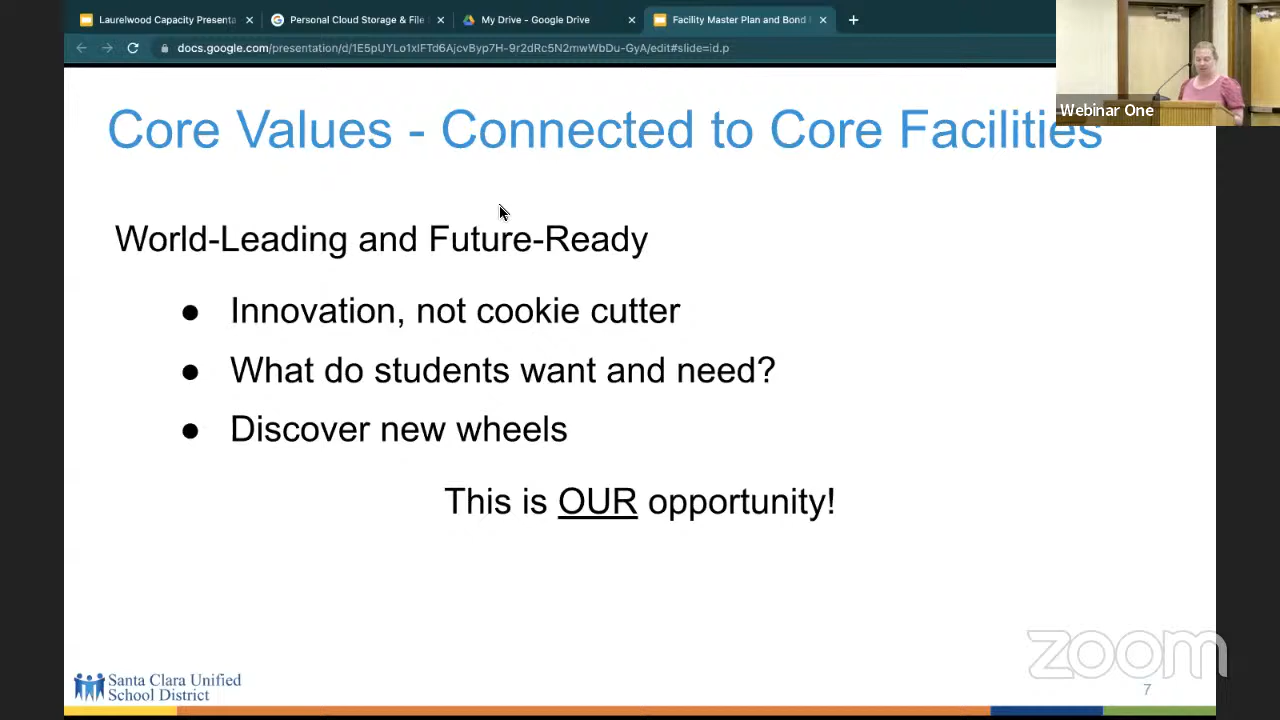 Laurelwood Capacity Presenta
Personal Cloud Storage & File
My Drive - Google Drive
Facility Master Plan and Bond
docs.google.com/presentation/d/1E5pUYLo1xlFTd6AjcvByp7H-9r2dRc5N2mwWbDu-GyA/edit#slide=id.p
Webinar One
Core Values - Connected to Core Facilities
World-Leading and Future-Ready
● Innovation, not cookie cutter
● What do students want and need?
● Discover new wheels
This is OUR opportunity!
Santa Clara Unified
School District
zoom
7